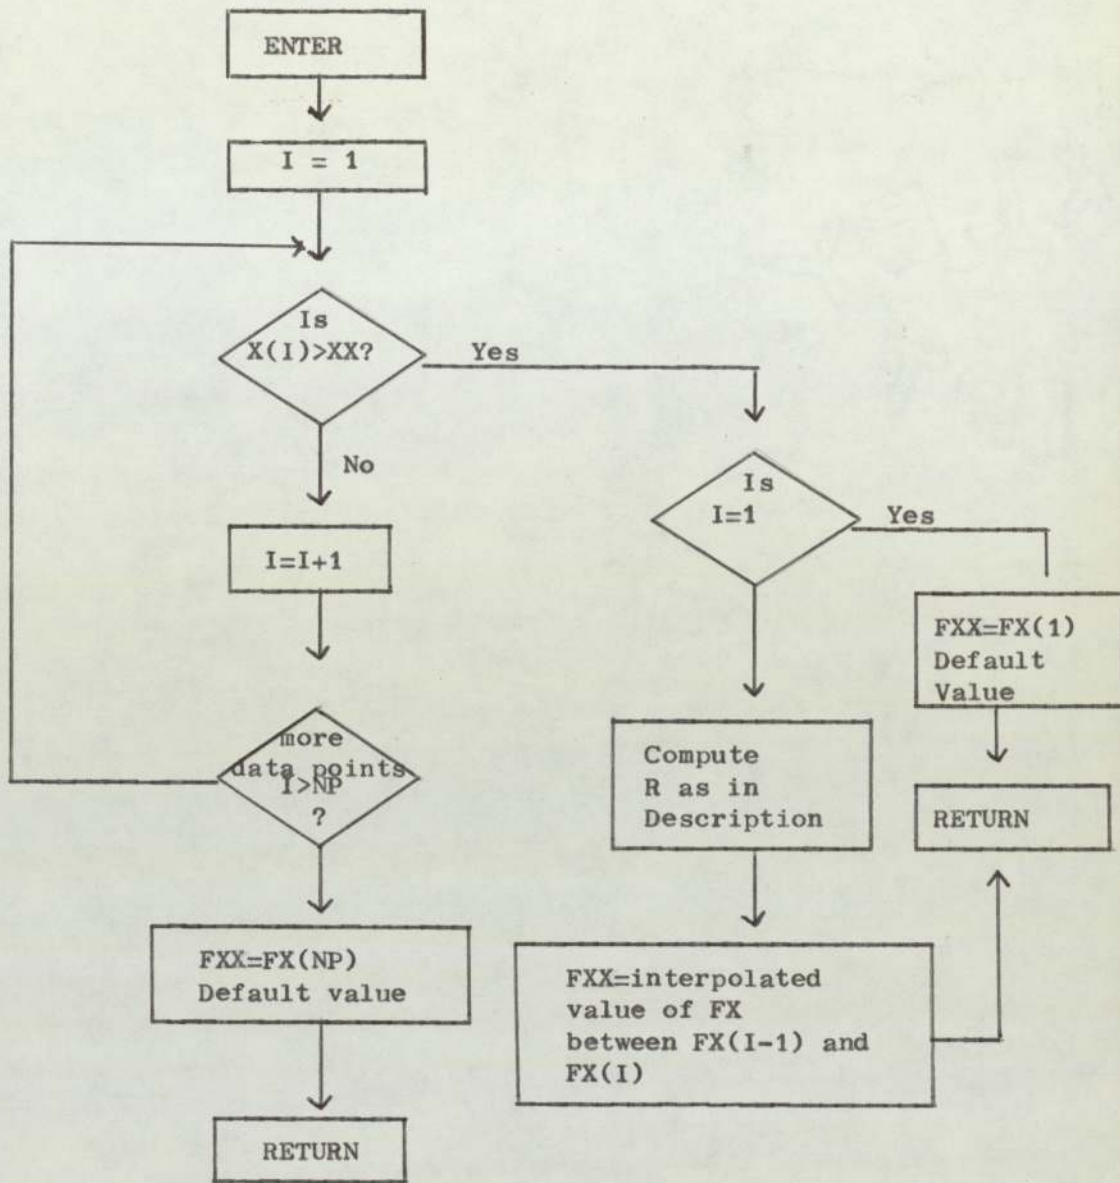 ENTER
I = 1
Is
X(I)>XX?
Yes
No
I=I+1
more
data points
I>NP
?
FXX=FX(NP)
Default value
RETURN
Is
I=1
Yes
FXX=FX(1)
Default
Value
RETURN
Compute
R as in
Description
FXX=interpolated
value of FX
between FX(I-1) and
FX(I)